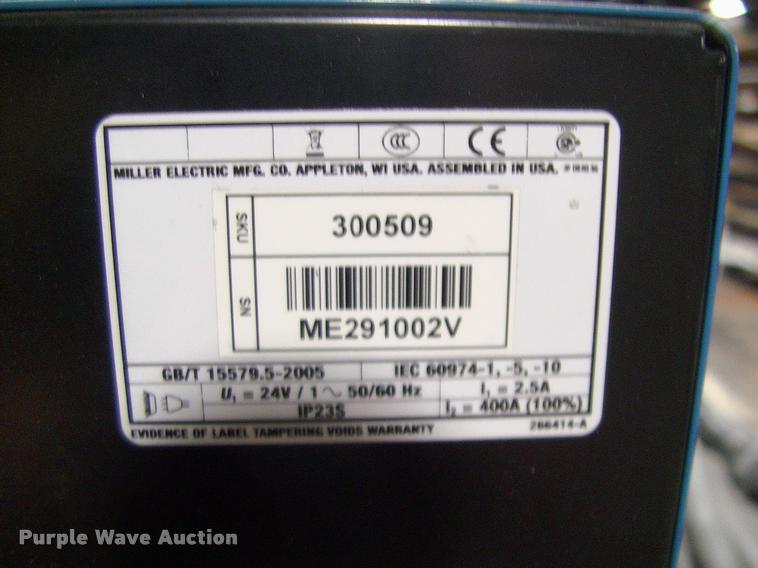 MILLER ELECTRIC MFG. CO. APPLETON, WI USA. ASSEMBLED IN USA.
SKU 300509
SN
ME291002V
GB/T 15579.5-2005 IEC 60974-1, -5, -10
U₁ = 24V / 1 ~ 50/60 Hz I₁ = 2.5A
IP23S I₂ = 400A (100%)
EVIDENCE OF LABEL TAMPERING VOIDS WARRANTY 266414-A
Purple Wave Auction